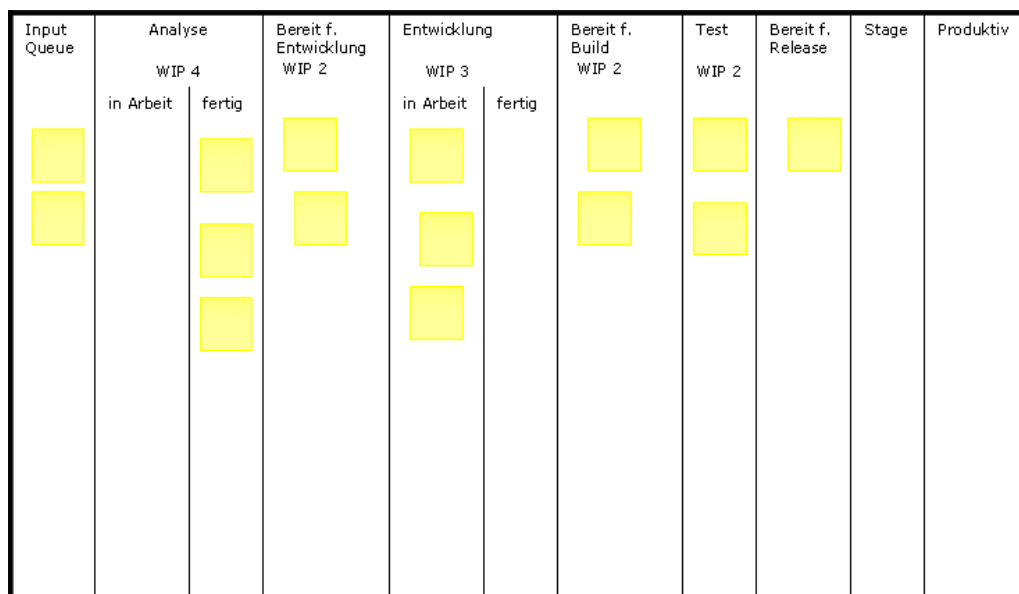 Input
Queue
Analyse
WIP 4
in Arbeit
fertig
Bereit f.
Entwicklung
WIP 2
Entwicklung
WIP 3
in Arbeit
fertig
Bereit f.
Build
WIP 2
Test
WIP 2
Bereit f.
Release
Stage
Produktiv